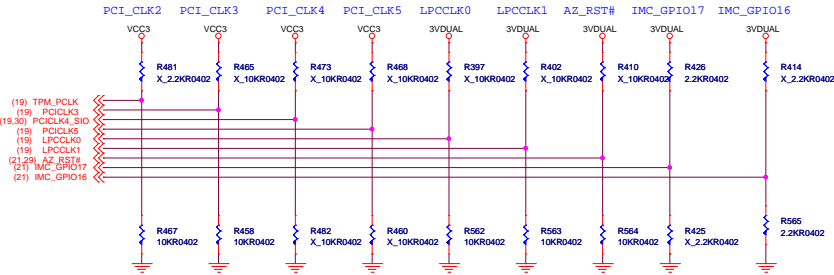 PCI_CLK2 PCI_CLK3 PCI_CLK4 PCI_CLK5 LPCCLK0 LPCCLK1 AZ_RST# IMC_GPIO17 IMC_GPIO16
VCC3 VCC3 VCC3 VCC3 3VDUAL 3VDUAL 3VDUAL 3VDUAL 3VDUAL
R481 R465 R473 R468 R397 R402 R410 R426 R414
X_2.2KR0402 X_10KR0402 X_10KR0402 X_10KR0402 X_10KR0402 X_10KR0402 X_10KR0402 2.2KR0402 X_2.2KR0402
(19) TPM_PCLK
(19) PCICLK3
(19,30) PCICLK4_SIO
(19) PCICLK5
(19) LPCCLK0
(19) LPCCLK1
(21,29) AZ_RST#
(21) IMC_GPIO17
(21) IMC_GPIO16
R467 R458 R482 R460 R562 R563 R564 R425 R565
10KR0402 10KR0402 X_10KR0402 X_10KR0402 X_10KR0402 10KR0402 10KR0402 X_2.2KR0402 2.2KR0402